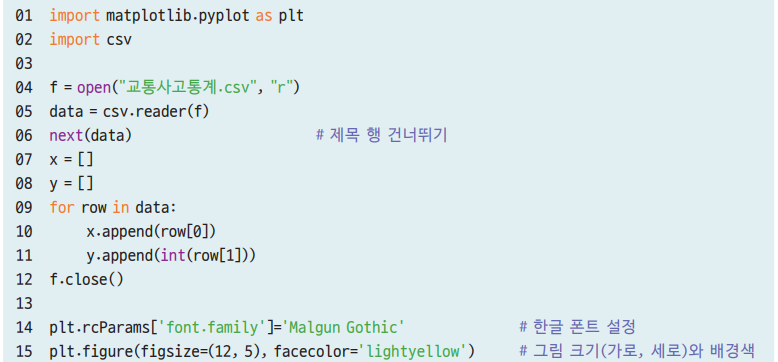 01 import matplotlib.pyplot as plt
02 import csv
03
04 f = open("교통사고통계.csv", "r")
05 data = csv.reader(f)
06 next(data) # 제목 행 건너뛰기
07 x = []
08 y = []
09 for row in data:
10 x.append(row[0])
11 y.append(int(row[1]))
12 f.close()
13
14 plt.rcParams['font.family']='Malgun Gothic' # 한글 폰트 설정
15 plt.figure(figsize=(12, 5), facecolor='lightyellow') # 그림 크기(가로, 세로)와 배경색